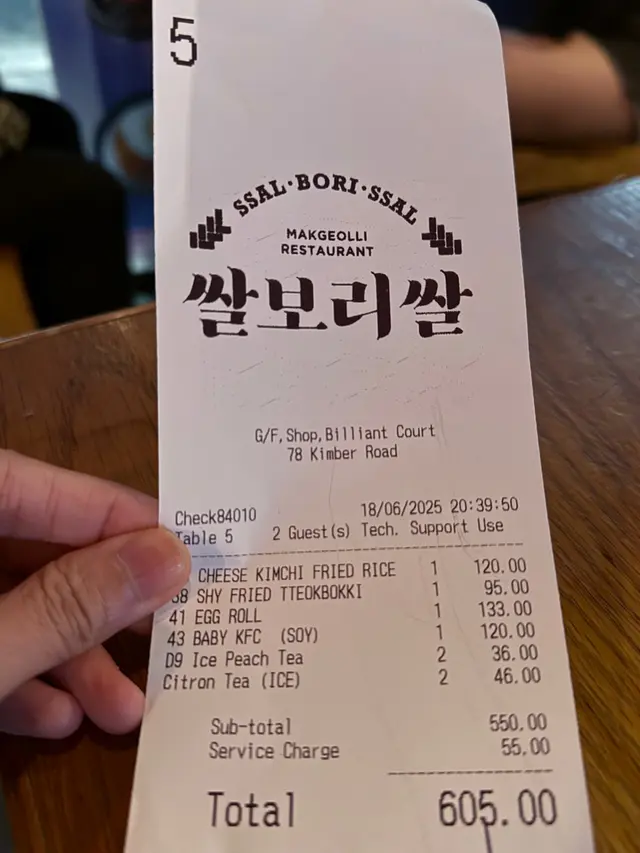 5
SSAL·BORI·SSAL
MAKGEOLLI
RESTAURANT
쌀보리쌀
G/F,Shop,Billiant Court
78 Kimber Road
Check84010 18/06/2025 20:39:50
Table 5 2 Guest(s) Tech. Support Use
CHEESE KIMCHI FRIED RICE 1 120.00
38 SHY FRIED TTEOKBOKKI 1 95.00
41 EGG ROLL 1 133.00
43 BABY KFC (SOY) 1 120.00
D9 Ice Peach Tea 2 36.00
Citron Tea (ICE) 2 46.00
Sub-total 550.00
Service Charge 55.00
Total 605.00